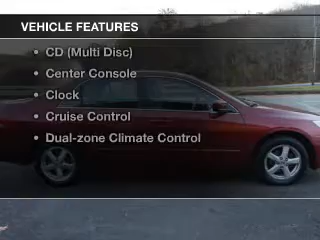 VEHICLE FEATURES
• CD (Multi Disc)
• Center Console
• Clock
• Cruise Control
• Dual-zone Climate Control